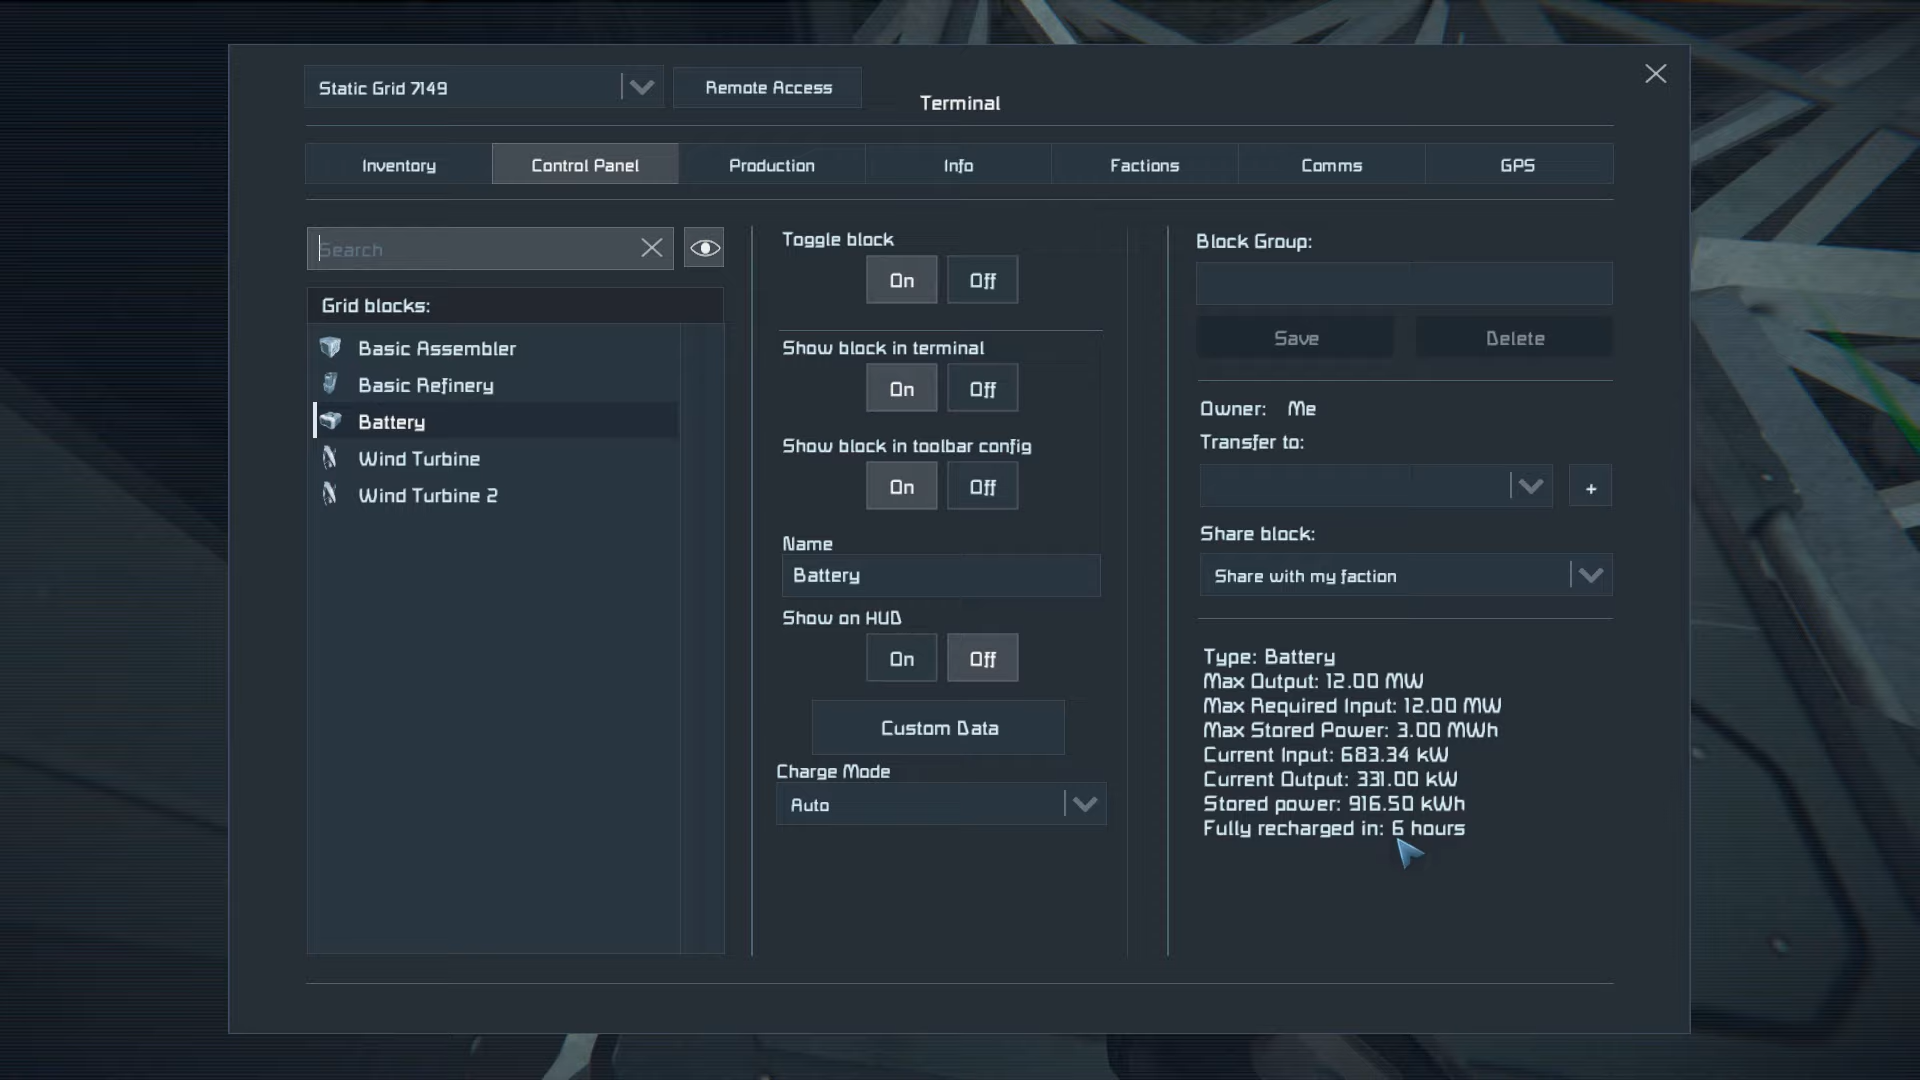 Static Grid 7149
Remote Access
Terminal
Inventory
Control Panel
Production
Info
Factions
Comms
GPS
Search
Grid blocks:
Basic Assembler
Basic Refinery
Battery
Wind Turbine
Wind Turbine 2
Toggle block
On Off
Show block in terminal
On Off
Show block in toolbar config
On Off
Name
Battery
Show on HUD
On Off
Custom Data
Charge Mode
Auto
Block Group:
Save Delete
Owner: Me
Transfer to:
+
Share block:
Share with my faction
Type: Battery
Max Output: 12.00 MW
Max Required Input: 12.00 MW
Max Stored Power: 3.00 MWh
Current Input: 683.34 kW
Current Output: 331.00 kW
Stored power: 916.50 kWh
Fully recharged in: 6 hours